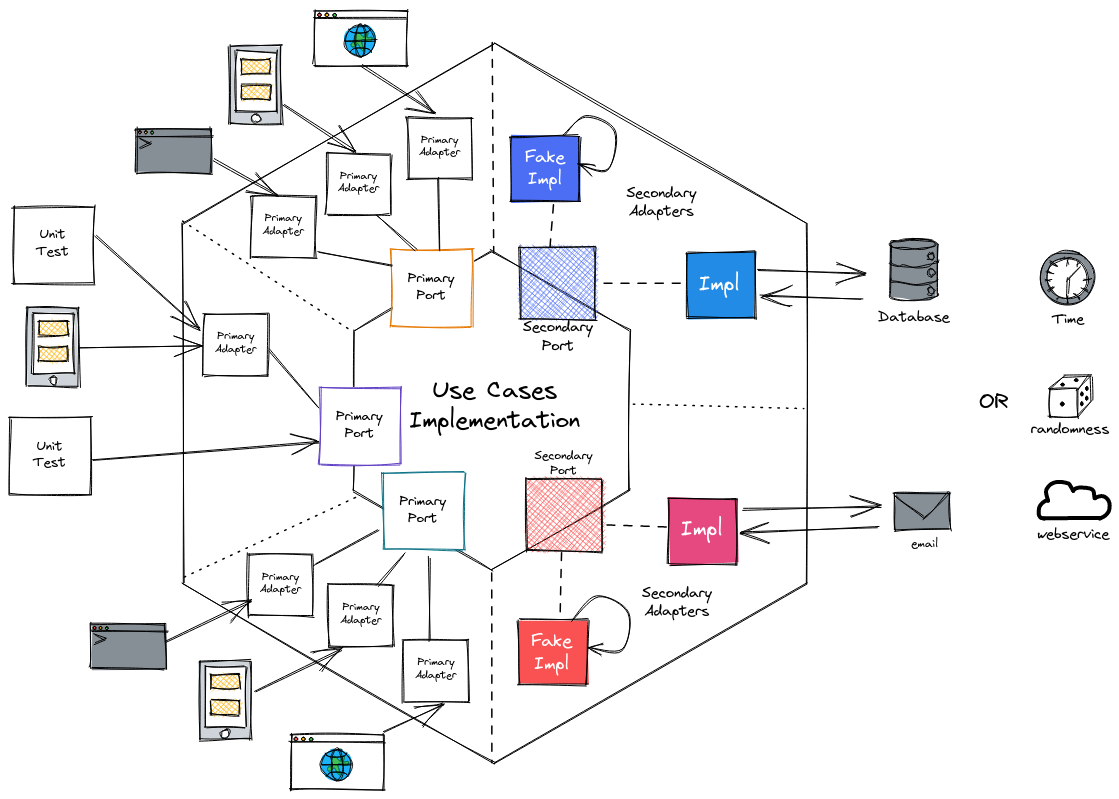 Primary
Adapter
Primary
Adapter
Primary
Adapter
Fake
Impl
Secondary
Adapters
Unit
Test
Primary
Port
Impl
Secondary
Port
Database
Time
Primary
Adapter
Use Cases
Implementation
Primary
Port
OR
randomness
Unit
Test
Secondary
Port
Primary
Port
Impl
email
webservice
Primary
Adapter
Primary
Adapter
Secondary
Adapters
Fake
Impl
Primary
Adapter